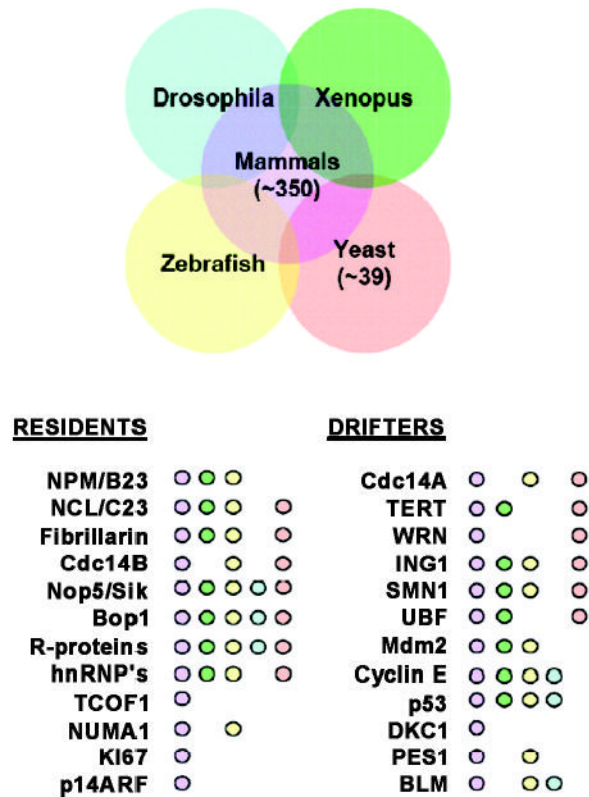 Drosophila Xenopus
Mammals
(~350)
Zebrafish
Yeast
(~39)
RESIDENTS
NPM/B23
NCL/C23
Fibrillarin
Cdc14B
Nop5/Sik
Bop1
R-proteins
hnRNP's
TCOF1
NUMA1
KI67
p14ARF
DRIFTERS
Cdc14A
TERT
WRN
ING1
SMN1
UBF
Mdm2
Cyclin E
p53
DKC1
PES1
BLM